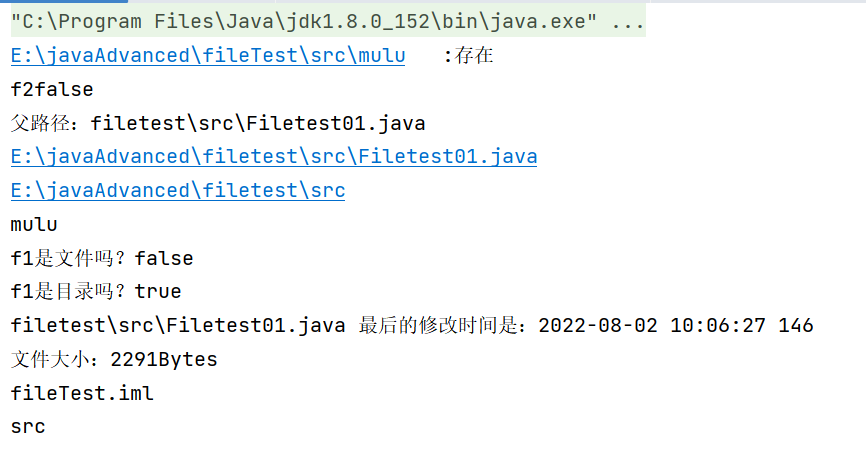 "C:\Program Files\Java\jdk1.8.0_152\bin\java.exe" ...
E:\javaAdvanced\fileTest\src\mulu   :存在
f2false
父路径：filetest\src\Filetest01.java
E:\javaAdvanced\filetest\src\Filetest01.java
E:\javaAdvanced\filetest\src
mulu
f1是文件吗？false
f1是目录吗？true
filetest\src\Filetest01.java 最后的修改时间是：2022-08-02 10:06:27 146
文件大小：2291Bytes
fileTest.iml
src